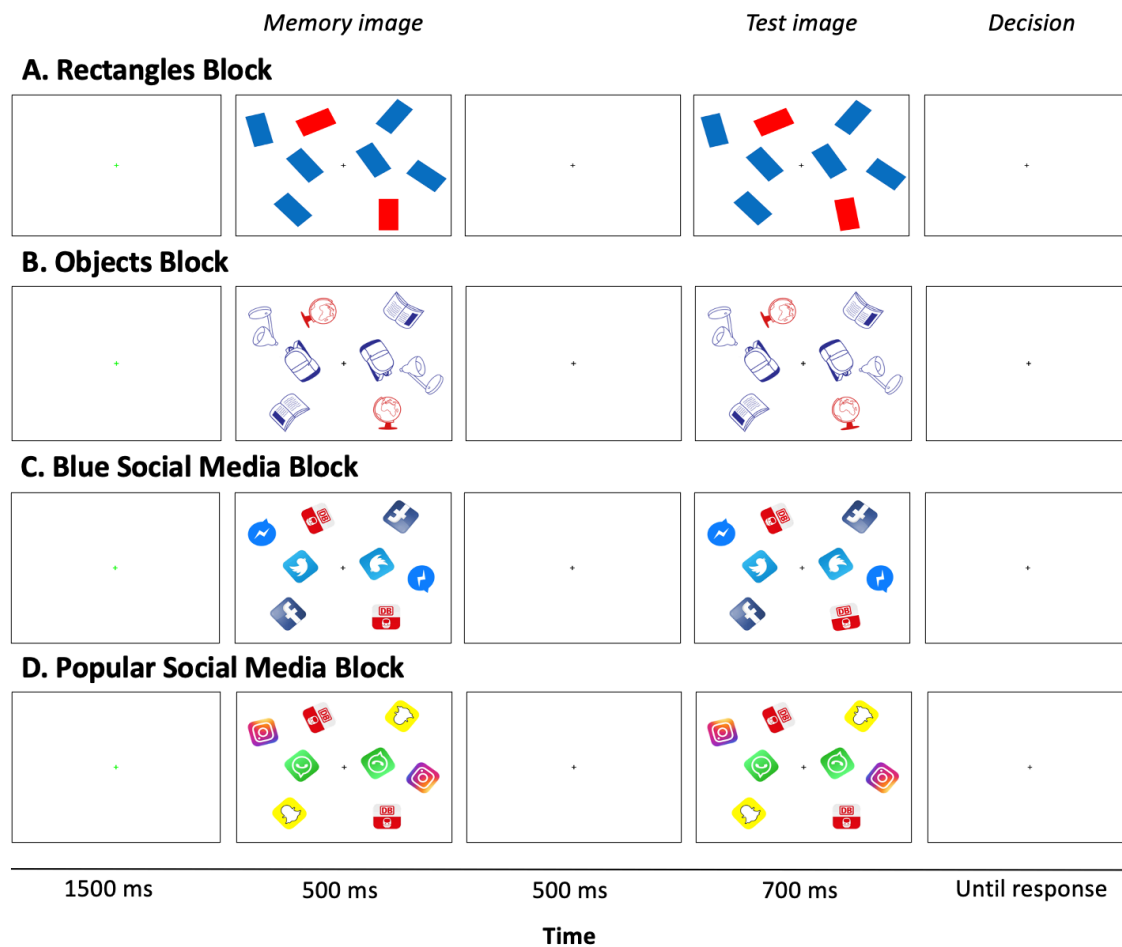 Memory image Test image Decision
A. Rectangles Block
B. Objects Block
C. Blue Social Media Block
DB
DB
DB
DB
D. Popular Social Media Block
DB
DB
DB
DB
1500 ms 500 ms 500 ms 700 ms Until response
Time